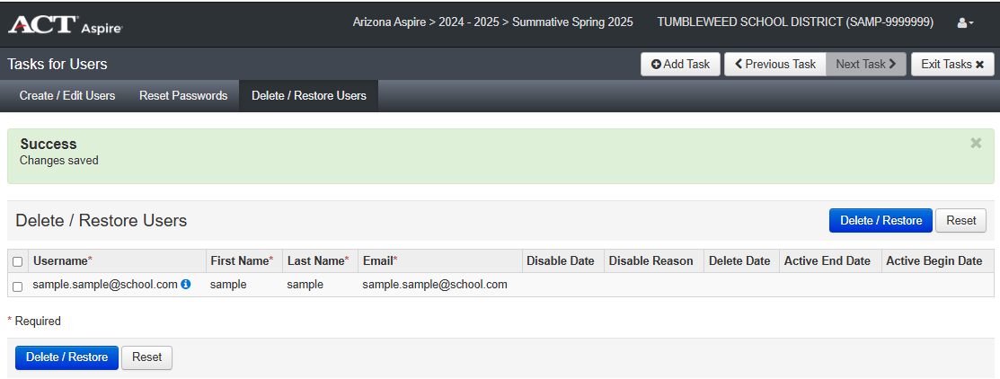 ACT Aspire Arizona Aspire > 2024 - 2025 > Summative Spring 2025 TUMBLEWEED SCHOOL DISTRICT (SAMP-9999999)
Tasks for Users Add Task Previous Task Next Task Exit Tasks
Create / Edit Users Reset Passwords Delete / Restore Users
Success
Changes saved
Delete / Restore Users Delete / Restore Reset
Username* First Name* Last Name* Email* Disable Date Disable Reason Delete Date Active End Date Active Begin Date
sample.sample@school.com sample sample sample.sample@school.com
* Required
Delete / Restore Reset